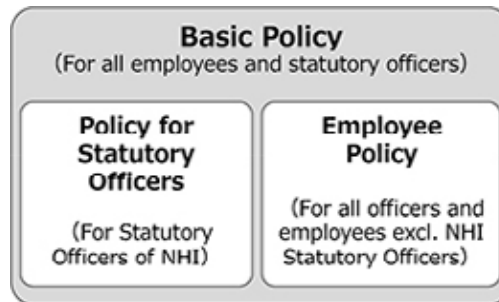 Basic Policy
(For all employees and statutory officers)
Policy for
Statutory
Officers
(For Statutory
Officers of NHI)
Employee
Policy
(For all officers and
employees excl. NHI
Statutory Officers)